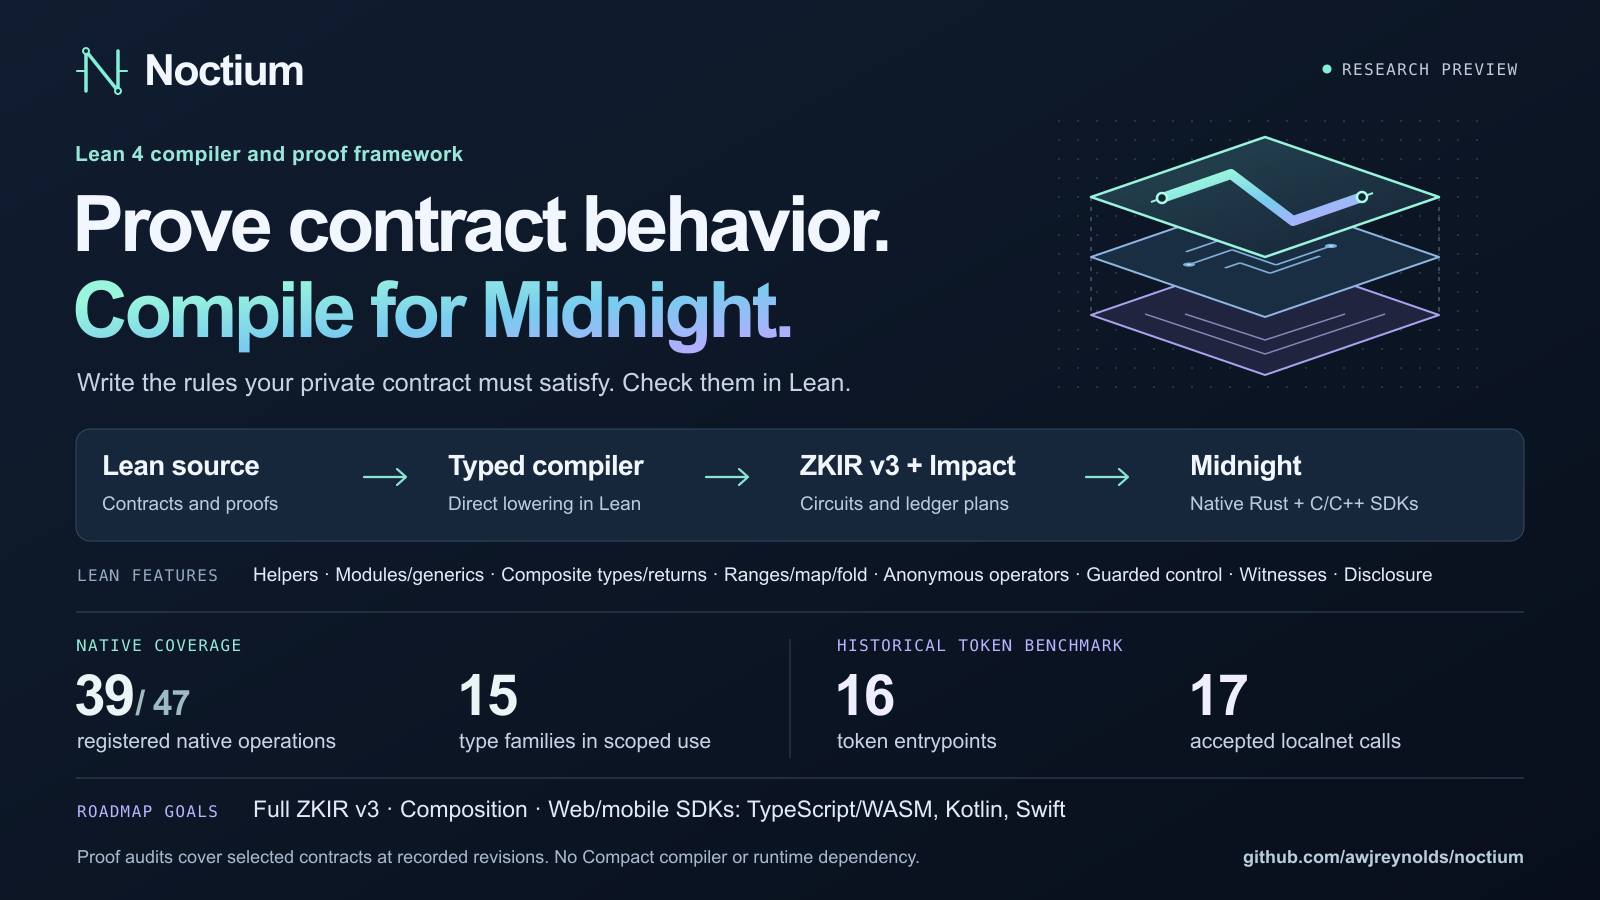 Noctium
RESEARCH PREVIEW
Lean 4 compiler and proof framework
Prove contract behavior.
Compile for Midnight.
Write the rules your private contract must satisfy. Check them in Lean.
Lean source
Contracts and proofs
Typed compiler
Direct lowering in Lean
ZKIR v3 + Impact
Circuits and ledger plans
Midnight
Native Rust + C/C++ SDKs
LEAN FEATURES
Helpers · Modules/generics · Composite types/returns · Ranges/map/fold · Anonymous operators · Guarded control · Witnesses · Disclosure
NATIVE COVERAGE
39/ 47
registered native operations
15
type families in scoped use
HISTORICAL TOKEN BENCHMARK
16
token entrypoints
17
accepted localnet calls
ROADMAP GOALS
Full ZKIR v3 · Composition · Web/mobile SDKs: TypeScript/WASM, Kotlin, Swift
Proof audits cover selected contracts at recorded revisions. No Compact compiler or runtime dependency.
github.com/awjreynolds/noctium